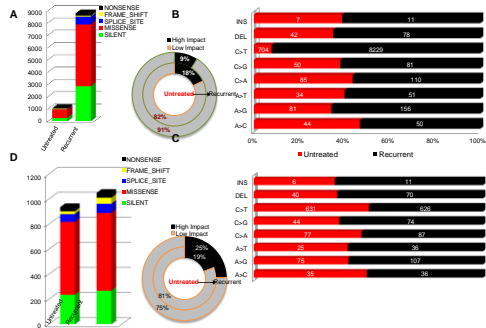 A
NONSENSE
FRAME_SHIFT
SPLICE_SITE
MISSENSE
SILENT
9000
8000
7000
6000
5000
4000
3000
2000
1000
0
Untreated
Recurrent
High Impact
Low Impact
9%
18%
Untreated
Recurrent
82%
91%
B
INS 7 11
DEL 42 78
C>T 704 8229
C>G 50 81
C>A 85 110
A>T 34 51
A>G 81 156
A>C 44 50
0% 20% 40% 60% 80% 100%
Untreated Recurrent
C
INS 6 11
DEL 40 70
C>T 631 626
C>G 44 74
C>A 77 87
A>T 25 36
A>G 75 107
A>C 35 36
D
NONSENSE
FRAME_SHIFT
SPLICE_SITE
MISSENSE
SILENT
1200
1000
800
600
400
200
0
Untreated
Recurrent
High Impact
Low Impact
25%
19%
Untreated
Recurrent
81%
75%